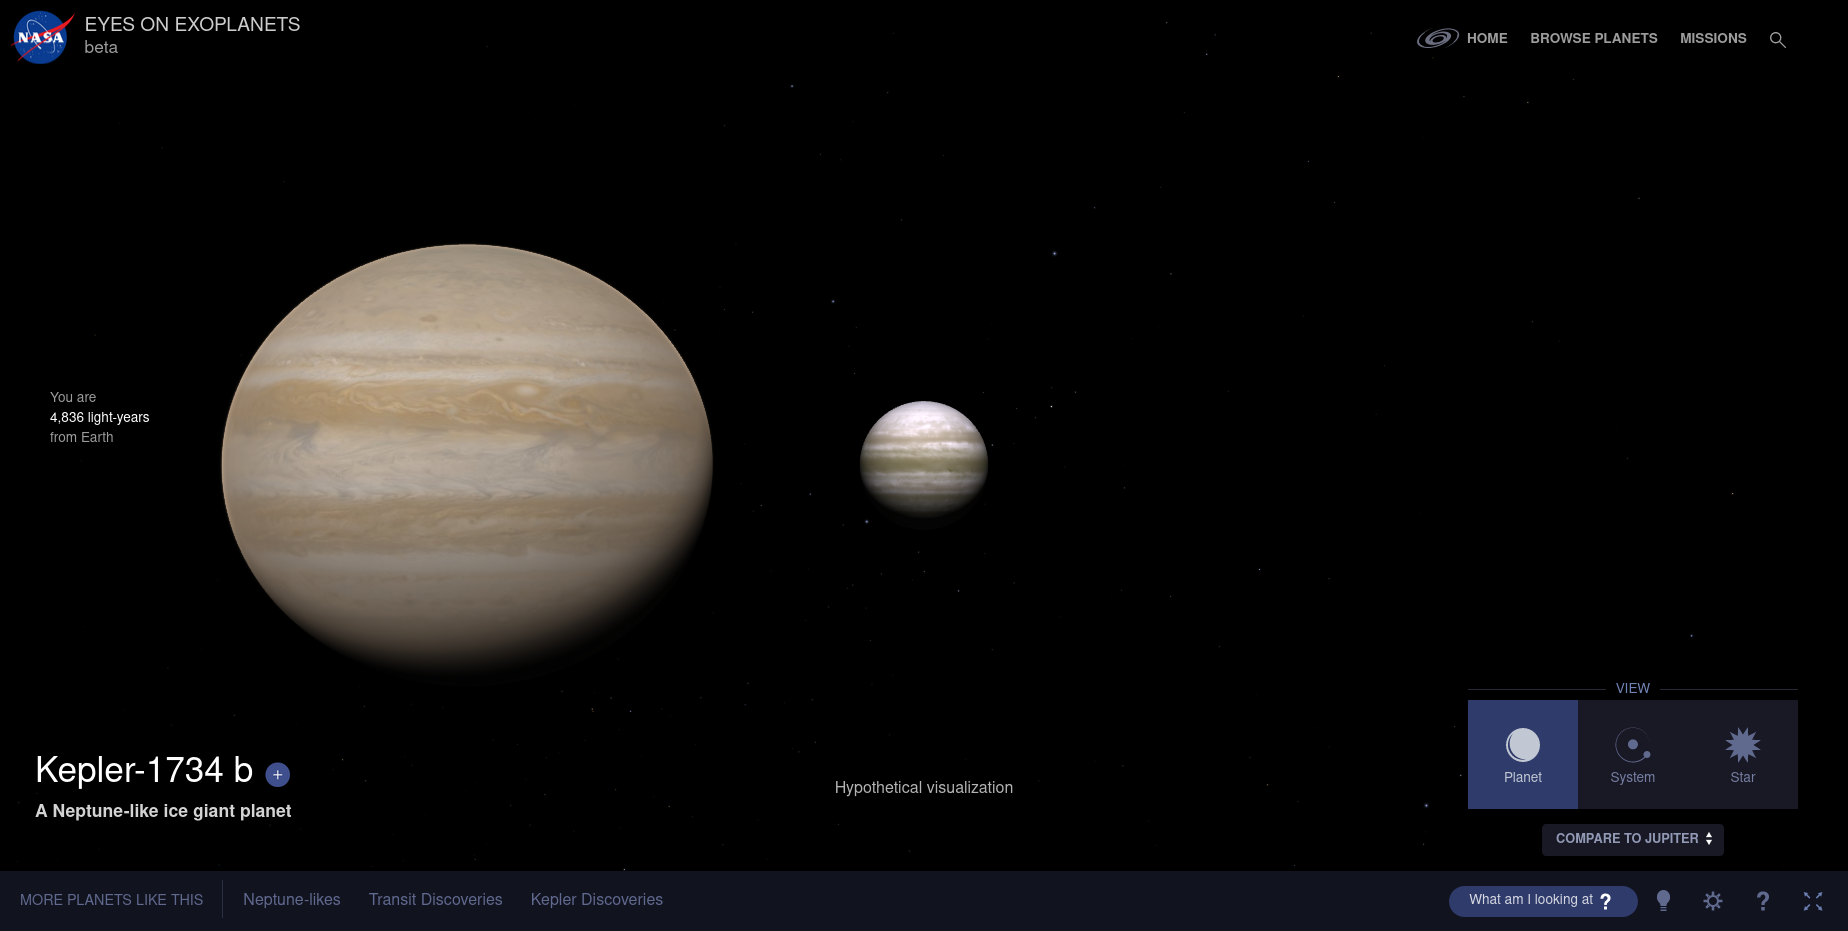 NASA
EYES ON EXOPLANETS
beta
HOME
BROWSE PLANETS
MISSIONS
You are
4,836 light-years
from Earth
Kepler-1734 b +
A Neptune-like ice giant planet
Hypothetical visualization
VIEW
Planet
System
Star
COMPARE TO JUPITER
MORE PLANETS LIKE THIS
Neptune-likes
Transit Discoveries
Kepler Discoveries
What am I looking at ?
?